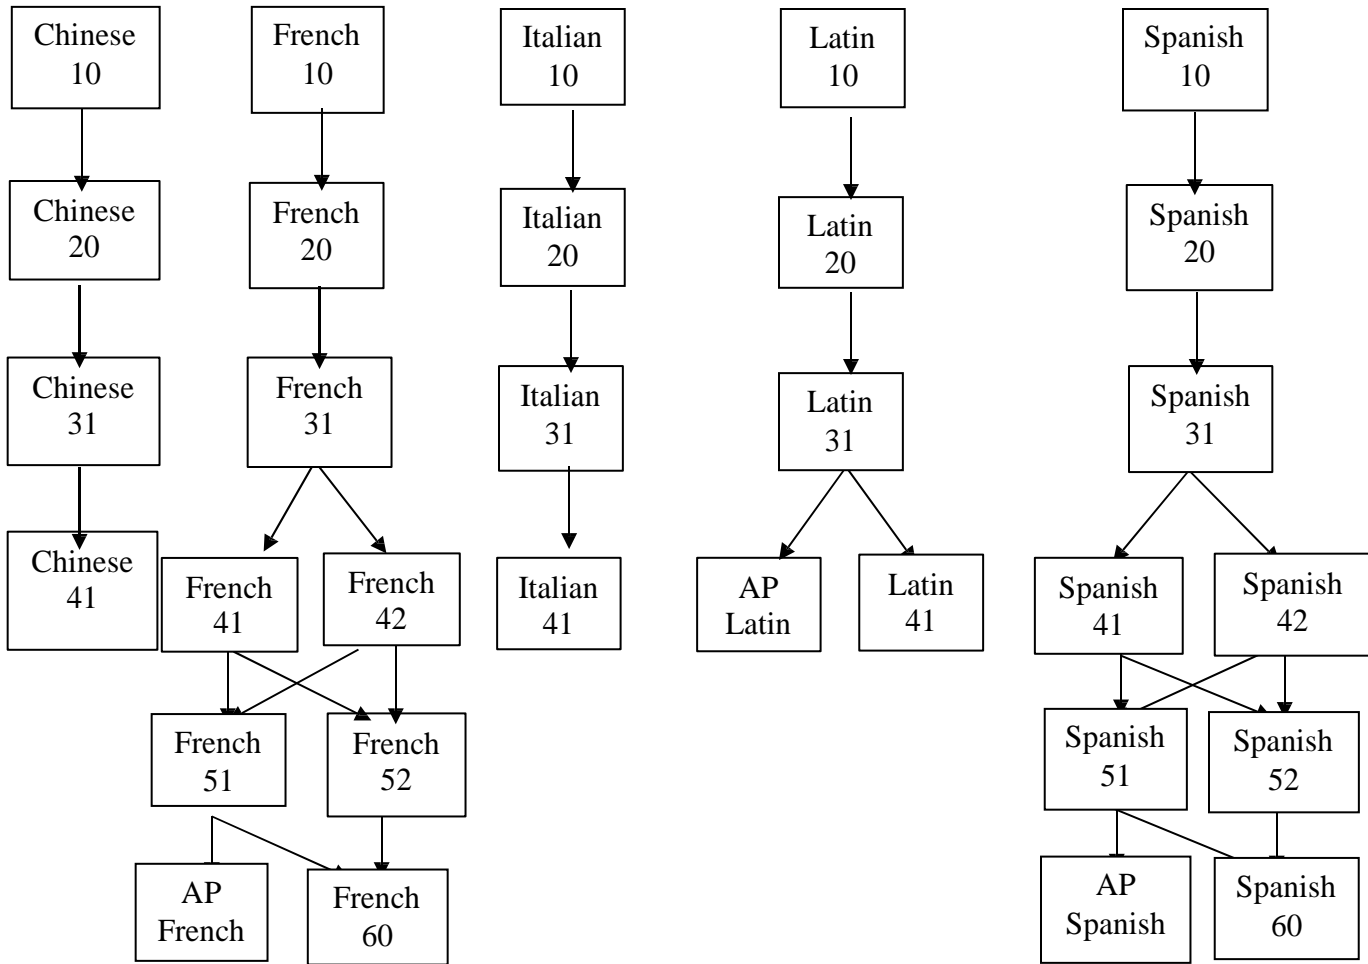 Chinese
10
French
10
Italian
10
Latin
10
Spanish
10
Chinese
20
French
20
Italian
20
Latin
20
Spanish
20
Chinese
31
French
31
Italian
31
Latin
31
Spanish
31
Chinese
41
French
41
French
42
Italian
41
AP
Latin
Latin
41
Spanish
41
Spanish
42
French
51
French
52
Spanish
51
Spanish
52
AP
French
French
60
AP
Spanish
Spanish
60